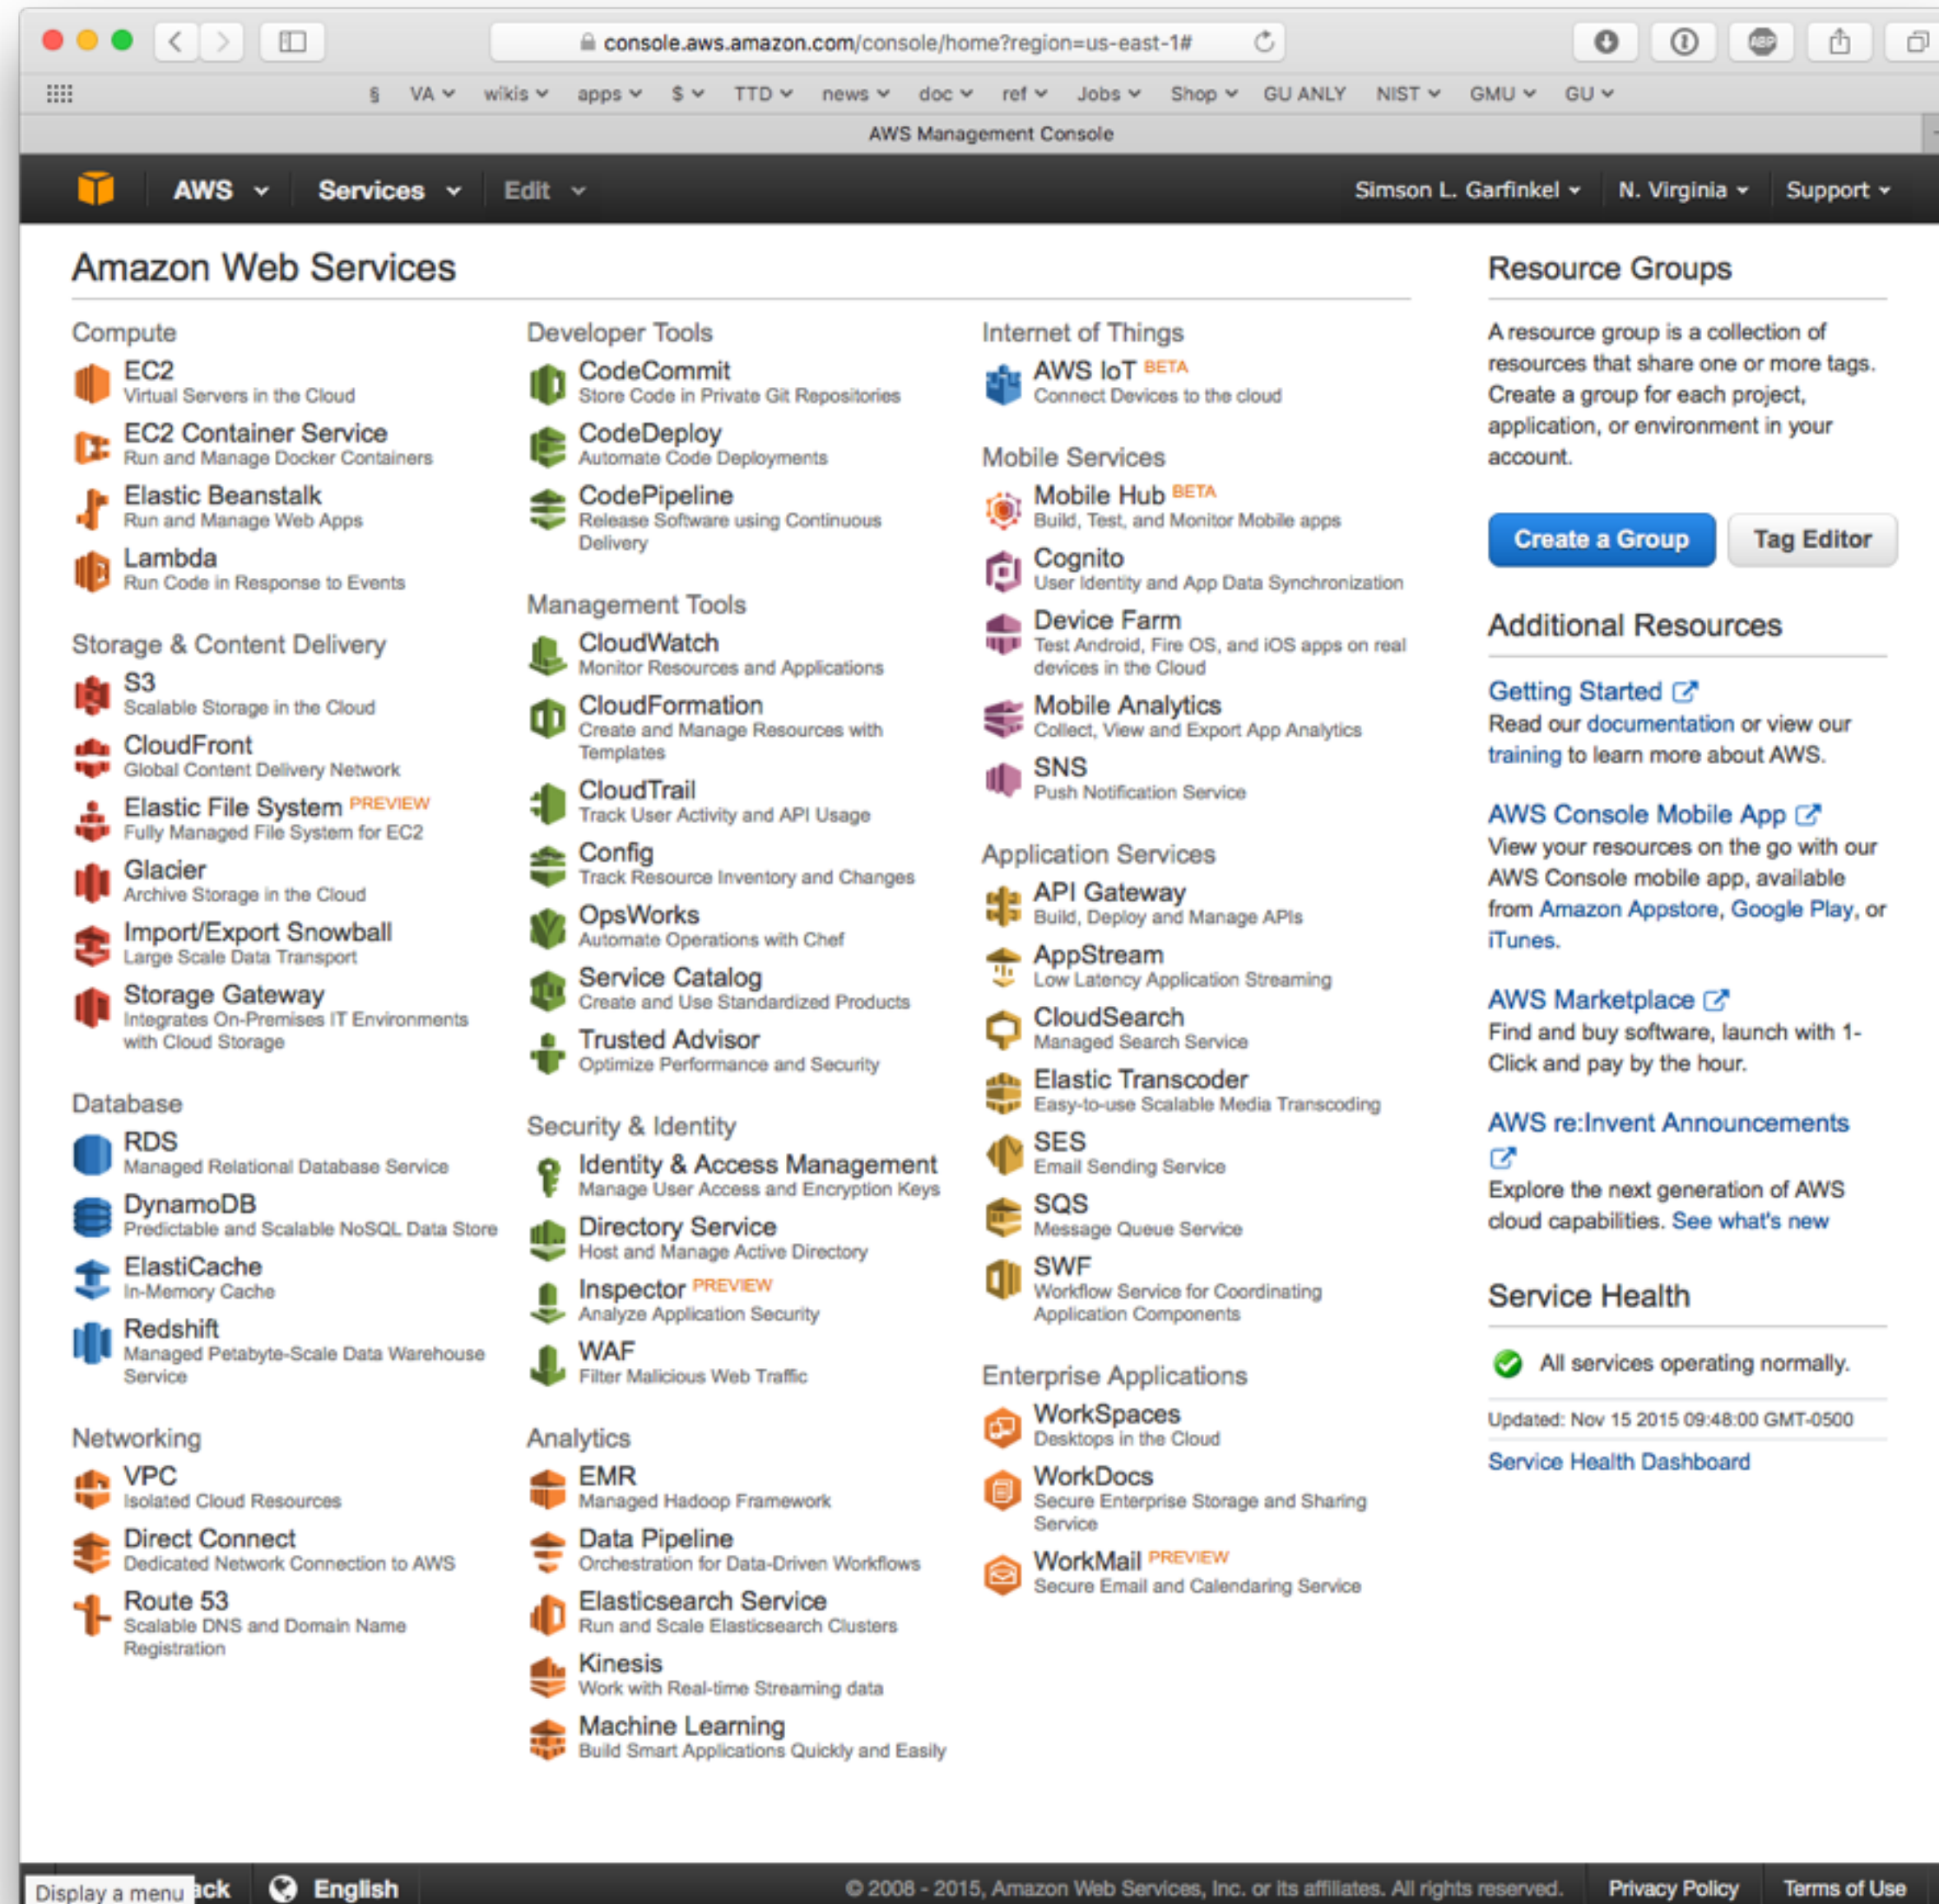 console.aws.amazon.com/console/home?region=us-east-1#
ABP
§ VA wikis apps $ TTD news doc ref Jobs Shop GU ANLY NIST GMU GU
AWS Management Console
AWS Services Edit Simson L. Garfinkel N. Virginia Support
Amazon Web Services
Compute
EC2
Virtual Servers in the Cloud
EC2 Container Service
Run and Manage Docker Containers
Elastic Beanstalk
Run and Manage Web Apps
Lambda
Run Code in Response to Events
Storage & Content Delivery
S3
Scalable Storage in the Cloud
CloudFront
Global Content Delivery Network
Elastic File System PREVIEW
Fully Managed File System for EC2
Glacier
Archive Storage in the Cloud
Import/Export Snowball
Large Scale Data Transport
Storage Gateway
Integrates On-Premises IT Environments
with Cloud Storage
Database
RDS
Managed Relational Database Service
DynamoDB
Predictable and Scalable NoSQL Data Store
ElastiCache
In-Memory Cache
Redshift
Managed Petabyte-Scale Data Warehouse
Service
Networking
VPC
Isolated Cloud Resources
Direct Connect
Dedicated Network Connection to AWS
Route 53
Scalable DNS and Domain Name
Registration
Developer Tools
CodeCommit
Store Code in Private Git Repositories
CodeDeploy
Automate Code Deployments
CodePipeline
Release Software using Continuous
Delivery
Management Tools
CloudWatch
Monitor Resources and Applications
CloudFormation
Create and Manage Resources with
Templates
CloudTrail
Track User Activity and API Usage
Config
Track Resource Inventory and Changes
OpsWorks
Automate Operations with Chef
Service Catalog
Create and Use Standardized Products
Trusted Advisor
Optimize Performance and Security
Security & Identity
Identity & Access Management
Manage User Access and Encryption Keys
Directory Service
Host and Manage Active Directory
Inspector PREVIEW
Analyze Application Security
WAF
Filter Malicious Web Traffic
Analytics
EMR
Managed Hadoop Framework
Data Pipeline
Orchestration for Data-Driven Workflows
Elasticsearch Service
Run and Scale Elasticsearch Clusters
Kinesis
Work with Real-time Streaming data
Machine Learning
Build Smart Applications Quickly and Easily
Internet of Things
AWS IoT BETA
Connect Devices to the cloud
Mobile Services
Mobile Hub BETA
Build, Test, and Monitor Mobile apps
Cognito
User Identity and App Data Synchronization
Device Farm
Test Android, Fire OS, and iOS apps on real
devices in the Cloud
Mobile Analytics
Collect, View and Export App Analytics
SNS
Push Notification Service
Application Services
API Gateway
Build, Deploy and Manage APIs
AppStream
Low Latency Application Streaming
CloudSearch
Managed Search Service
Elastic Transcoder
Easy-to-use Scalable Media Transcoding
SES
Email Sending Service
SQS
Message Queue Service
SWF
Workflow Service for Coordinating
Application Components
Enterprise Applications
WorkSpaces
Desktops in the Cloud
WorkDocs
Secure Enterprise Storage and Sharing
Service
WorkMail PREVIEW
Secure Email and Calendaring Service
Resource Groups
A resource group is a collection of
resources that share one or more tags.
Create a group for each project,
application, or environment in your
account.
Create a Group Tag Editor
Additional Resources
Getting Started
Read our documentation or view our
training to learn more about AWS.
AWS Console Mobile App
View your resources on the go with our
AWS Console mobile app, available
from Amazon Appstore, Google Play, or
iTunes.
AWS Marketplace
Find and buy software, launch with 1-
Click and pay by the hour.
AWS re:Invent Announcements
Explore the next generation of AWS
cloud capabilities. See what's new
Service Health
All services operating normally.
Updated: Nov 15 2015 09:48:00 GMT-0500
Service Health Dashboard
Display a menu ack English © 2008 - 2015, Amazon Web Services, Inc. or its affiliates. All rights reserved. Privacy Policy Terms of Use